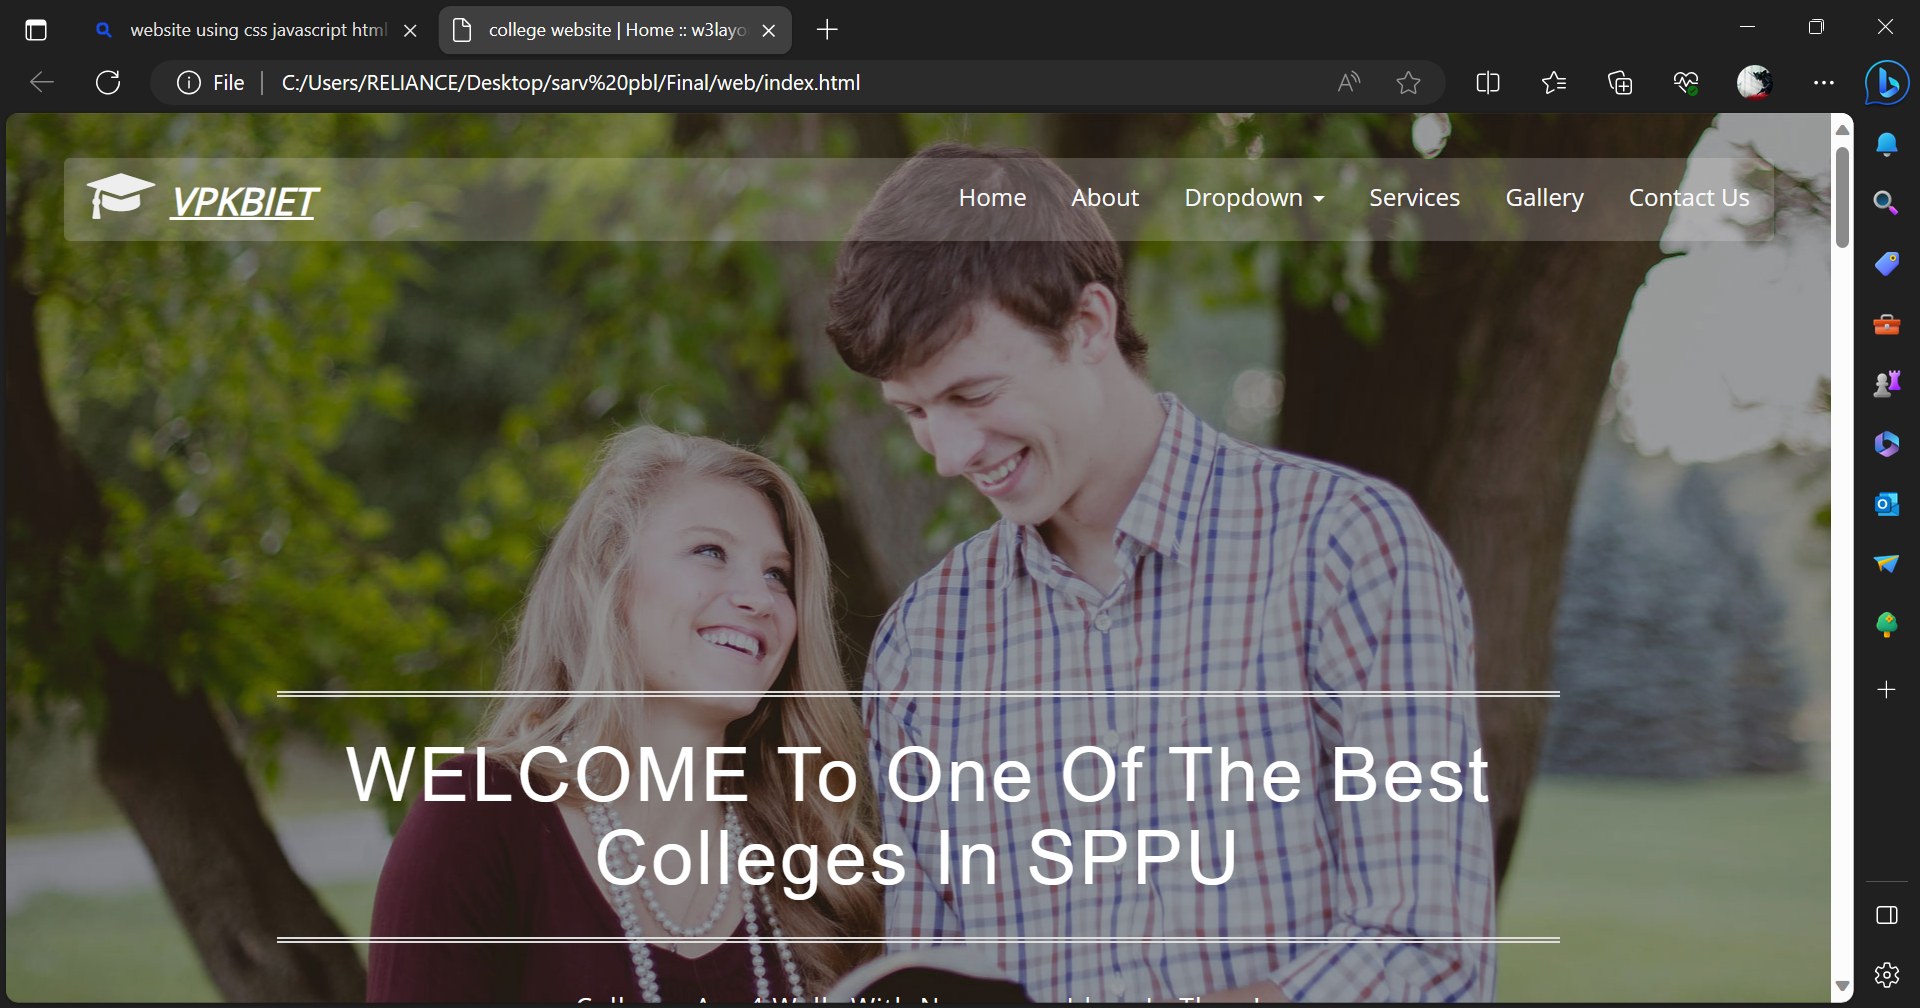 website using css javascript html
college website | Home :: w3layo
File
C:/Users/RELIANCE/Desktop/sarv%20pbl/Final/web/index.html
VPKBIET
Home About Dropdown Services Gallery Contact Us
WELCOME To One Of The Best
Colleges In SPPU